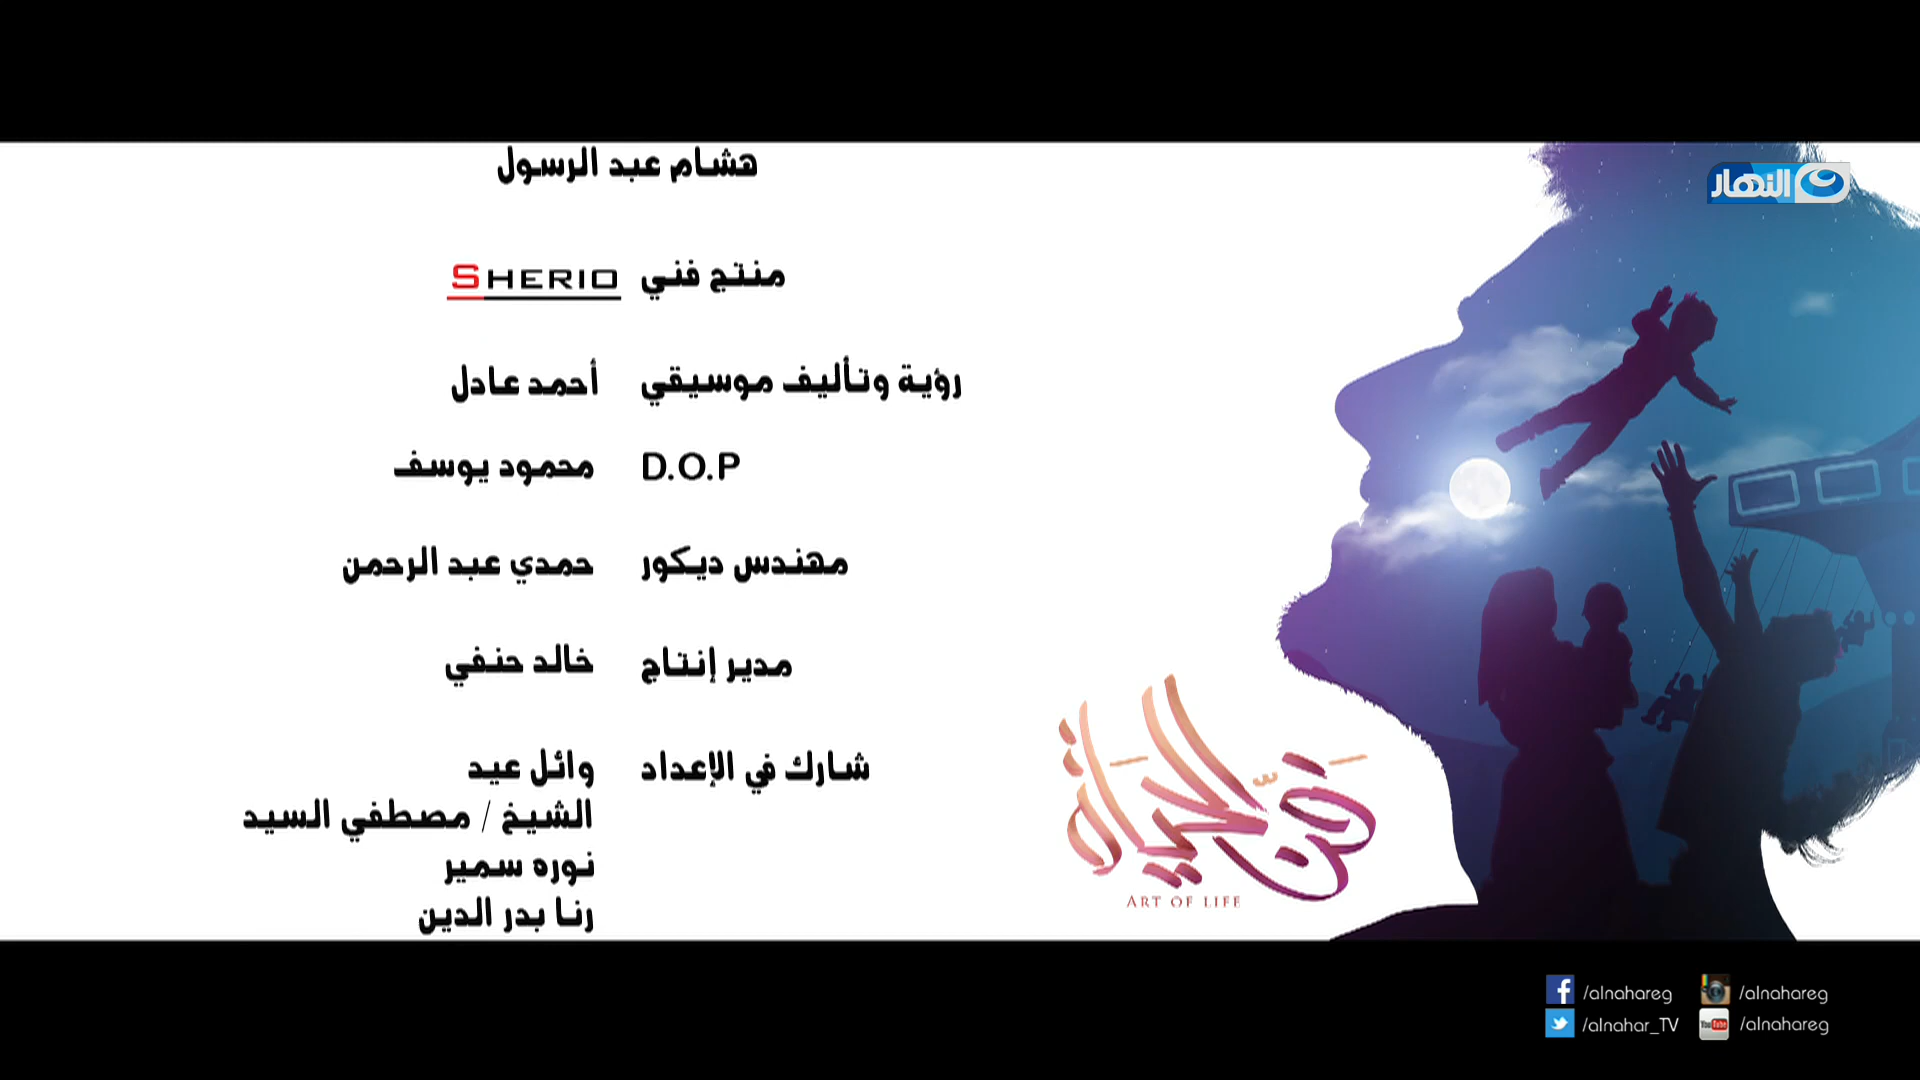 النهار
هشام عبد الرسول
منتج فني SHERIO
رؤية وتأليف موسيقي أحمد عادل
D.O.P محمود يوسف
مهندس ديكور حمدي عبد الرحمن
مدير إنتاج خالد حنفي
شارك في الإعداد وائل عيد
الشيخ / مصطفي السيد
نوره سمير
رنا بدر الدين
فن الحياة
ART OF LIFE
/alnahareg /alnahareg
/alnahar_TV /alnahareg